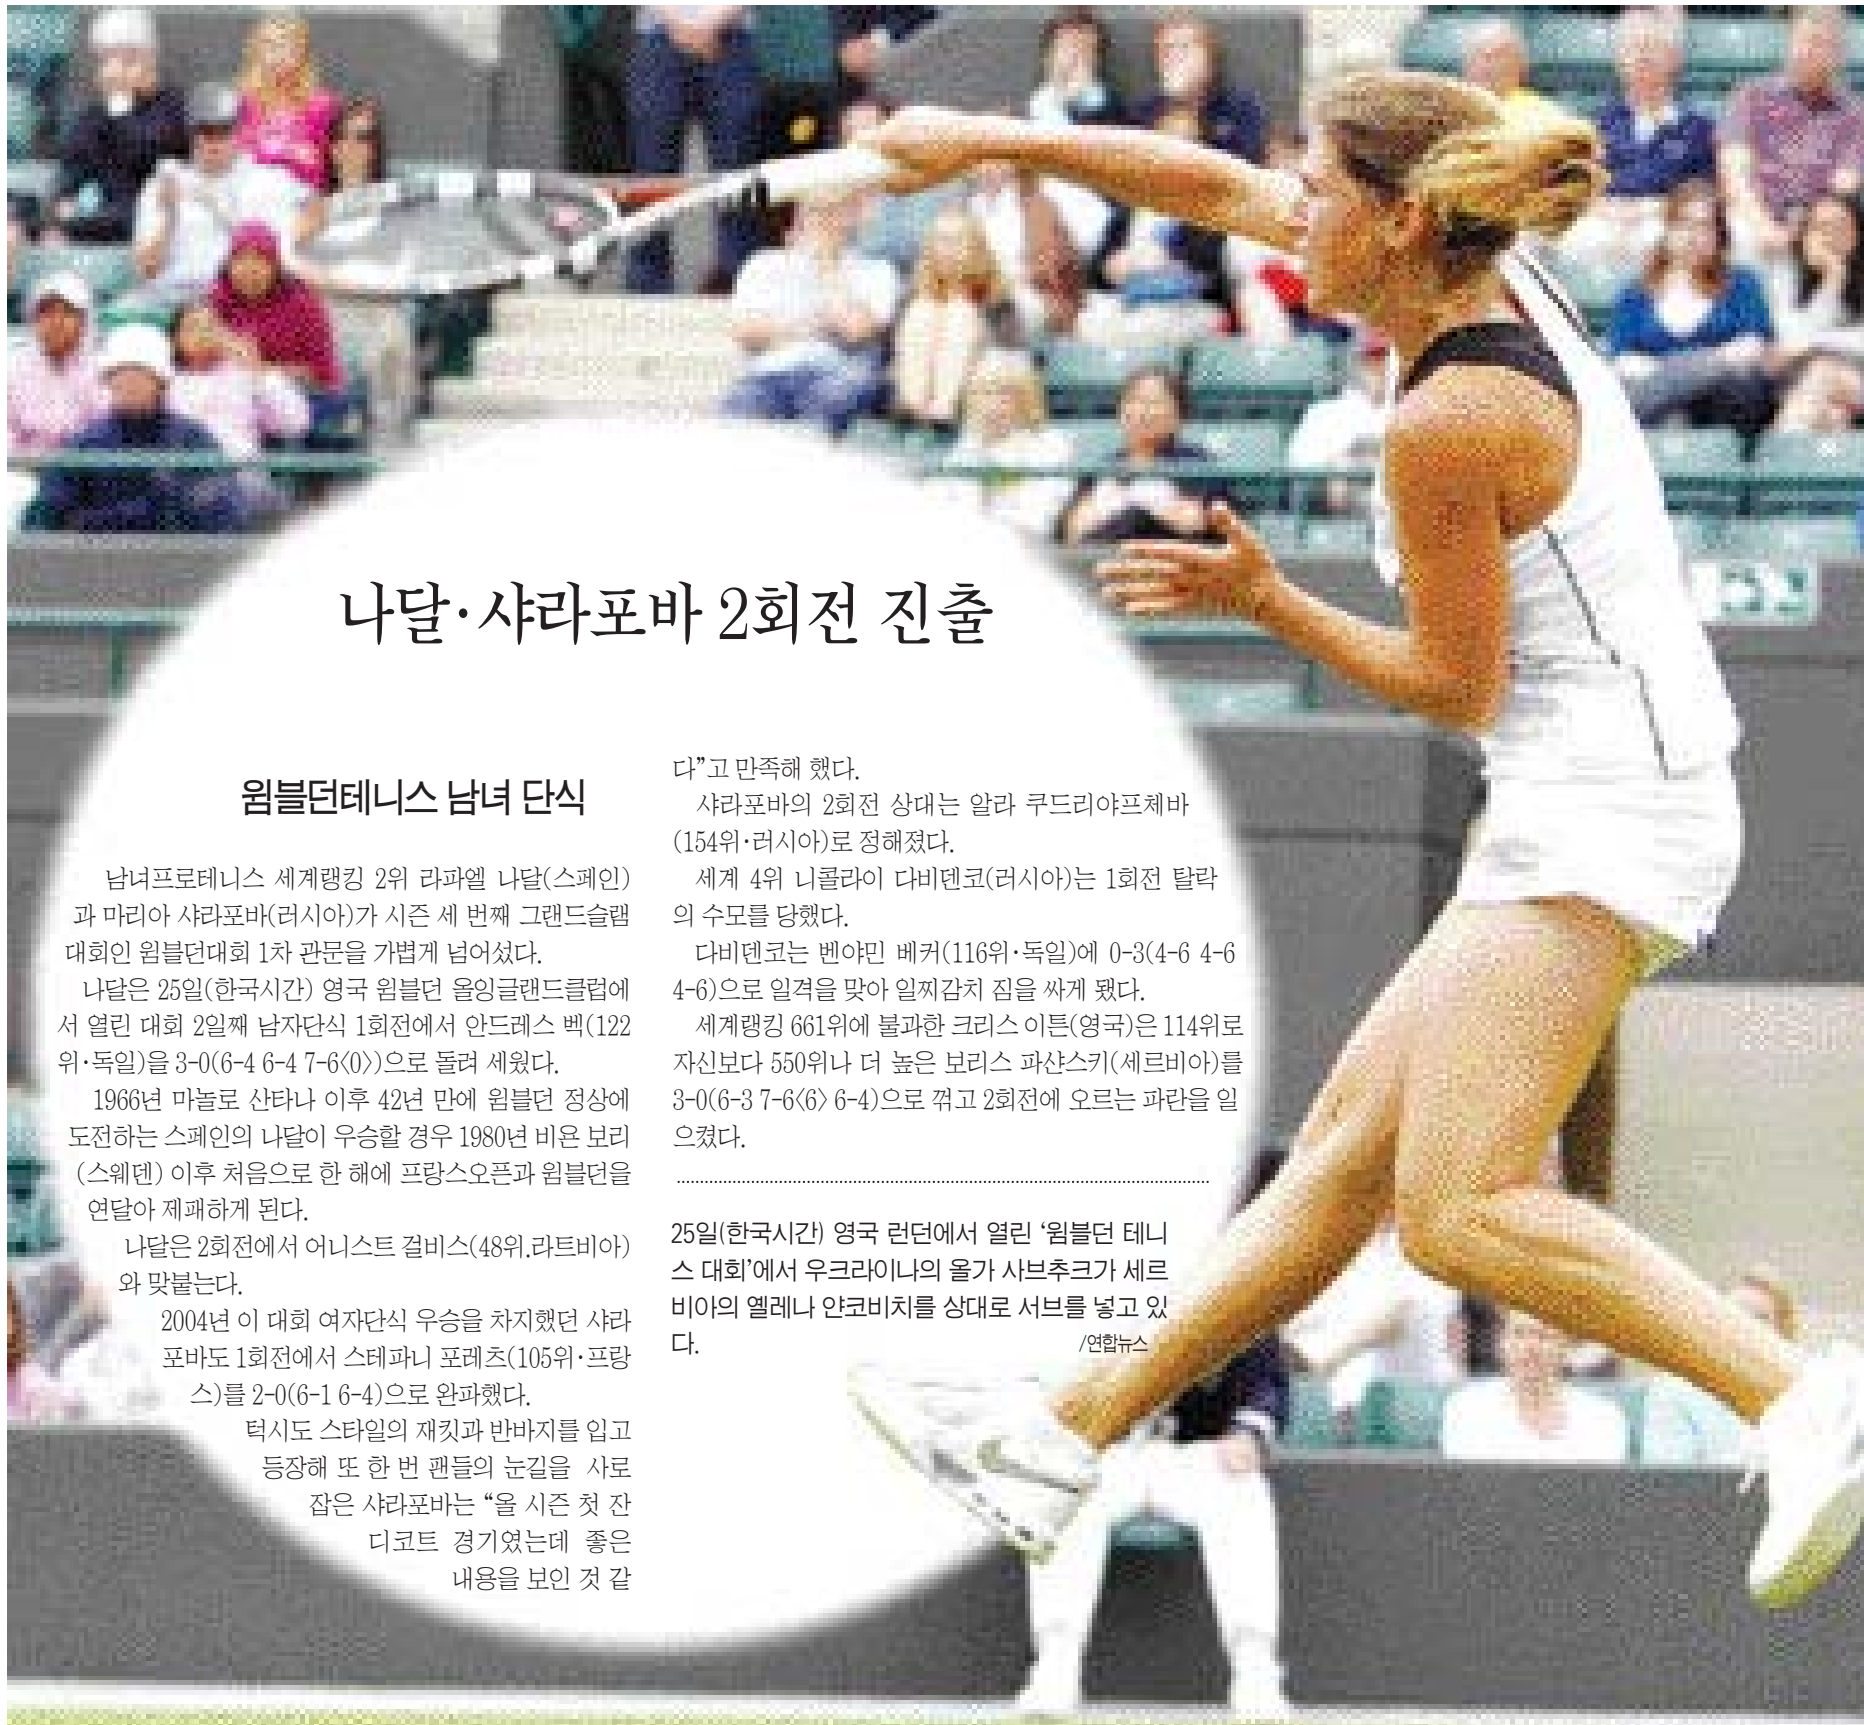 나달·샤라포바 2회전 진출
윔블던테니스 남녀 단식
남녀프로테니스 세계랭킹 2위 라파엘 나달(스페인)
과 마리아 샤라포바(러시아)가 시즌 세 번째 그랜드슬램
대회인 윔블던대회 1차 관문을 가볍게 넘어섰다.
나달은 25일(한국시간) 영국 윔블던 올잉글랜드클럽에
서 열린 대회 2일째 남자단식 1회전에서 안드레스 벡(122
위·독일)을 3-0(6-4 6-4 7-6<0>)으로 돌려 세웠다.
1966년 마놀로 산타나 이후 42년 만에 윔블던 정상에
도전하는 스페인의 나달이 우승할 경우 1980년 비욘 보리
(스웨덴) 이후 처음으로 한 해에 프랑스오픈과 윔블던을
연달아 제패하게 된다.
나달은 2회전에서 어니스트 걸비스(48위.라트비아)
와 맞붙는다.
2004년 이 대회 여자단식 우승을 차지했던 샤라
포바도 1회전에서 스테파니 포레츠(105위·프랑
스)를 2-0(6-1 6-4)으로 완파했다.
턱시도 스타일의 재킷과 반바지를 입고
등장해 또 한 번 팬들의 눈길을 사로
잡은 샤라포바는 “올 시즌 첫 잔
디코트 경기였는데 좋은
내용을 보인 것 같
다”고 만족해 했다.
샤라포바의 2회전 상대는 알라 쿠드리야프체바
(154위·러시아)로 정해졌다.
세계 4위 니콜라이 다비덴코(러시아)는 1회전 탈락
의 수모를 당했다.
다비덴코는 벤야민 베커(116위·독일)에 0-3(4-6 4-6
4-6)으로 일격을 맞아 일찌감치 짐을 싸게 됐다.
세계랭킹 661위에 불과한 크리스 이튼(영국)은 114위로
자신보다 550위나 더 높은 보리스 파샨스키(세르비아)를
3-0(6-3 7-6<6> 6-4)으로 꺾고 2회전에 오르는 파란을 일
으켰다.
25일(한국시간) 영국 런던에서 열린 ‘윔블던 테니
스 대회’에서 우크라이나의 올가 사브추크가 세르
비아의 옐레나 얀코비치를 상대로 서브를 넣고 있
다.
/연합뉴스